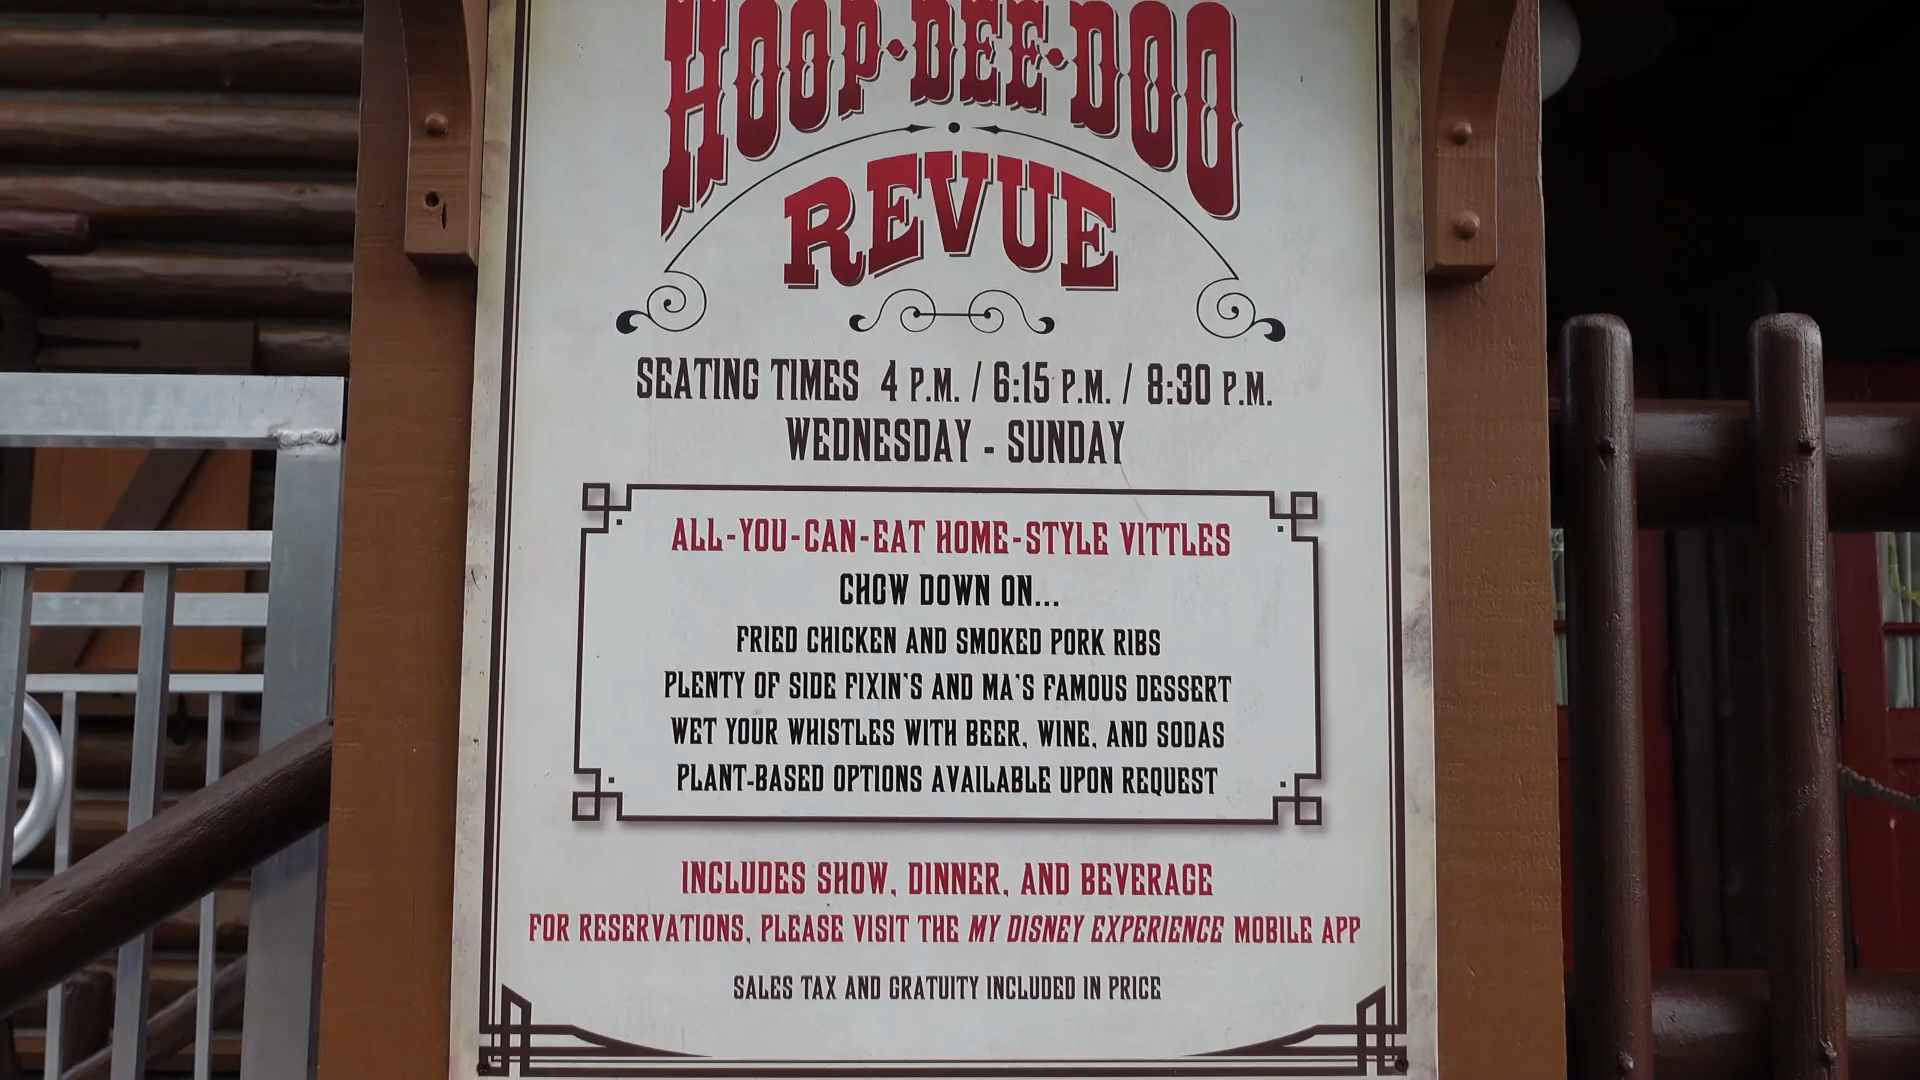 HOOP-DEE-DOO
REVUE
SEATING TIMES 4 P.M. / 6:15 P.M. / 8:30 P.M.
WEDNESDAY - SUNDAY
ALL-YOU-CAN-EAT HOME-STYLE VITTLES
CHOW DOWN ON...
FRIED CHICKEN AND SMOKED PORK RIBS
PLENTY OF SIDE FIXIN'S AND MA'S FAMOUS DESSERT
WET YOUR WHISTLES WITH BEER, WINE, AND SODAS
PLANT-BASED OPTIONS AVAILABLE UPON REQUEST
INCLUDES SHOW, DINNER, AND BEVERAGE
FOR RESERVATIONS, PLEASE VISIT THE MY DISNEY EXPERIENCE MOBILE APP
SALES TAX AND GRATUITY INCLUDED IN PRICE